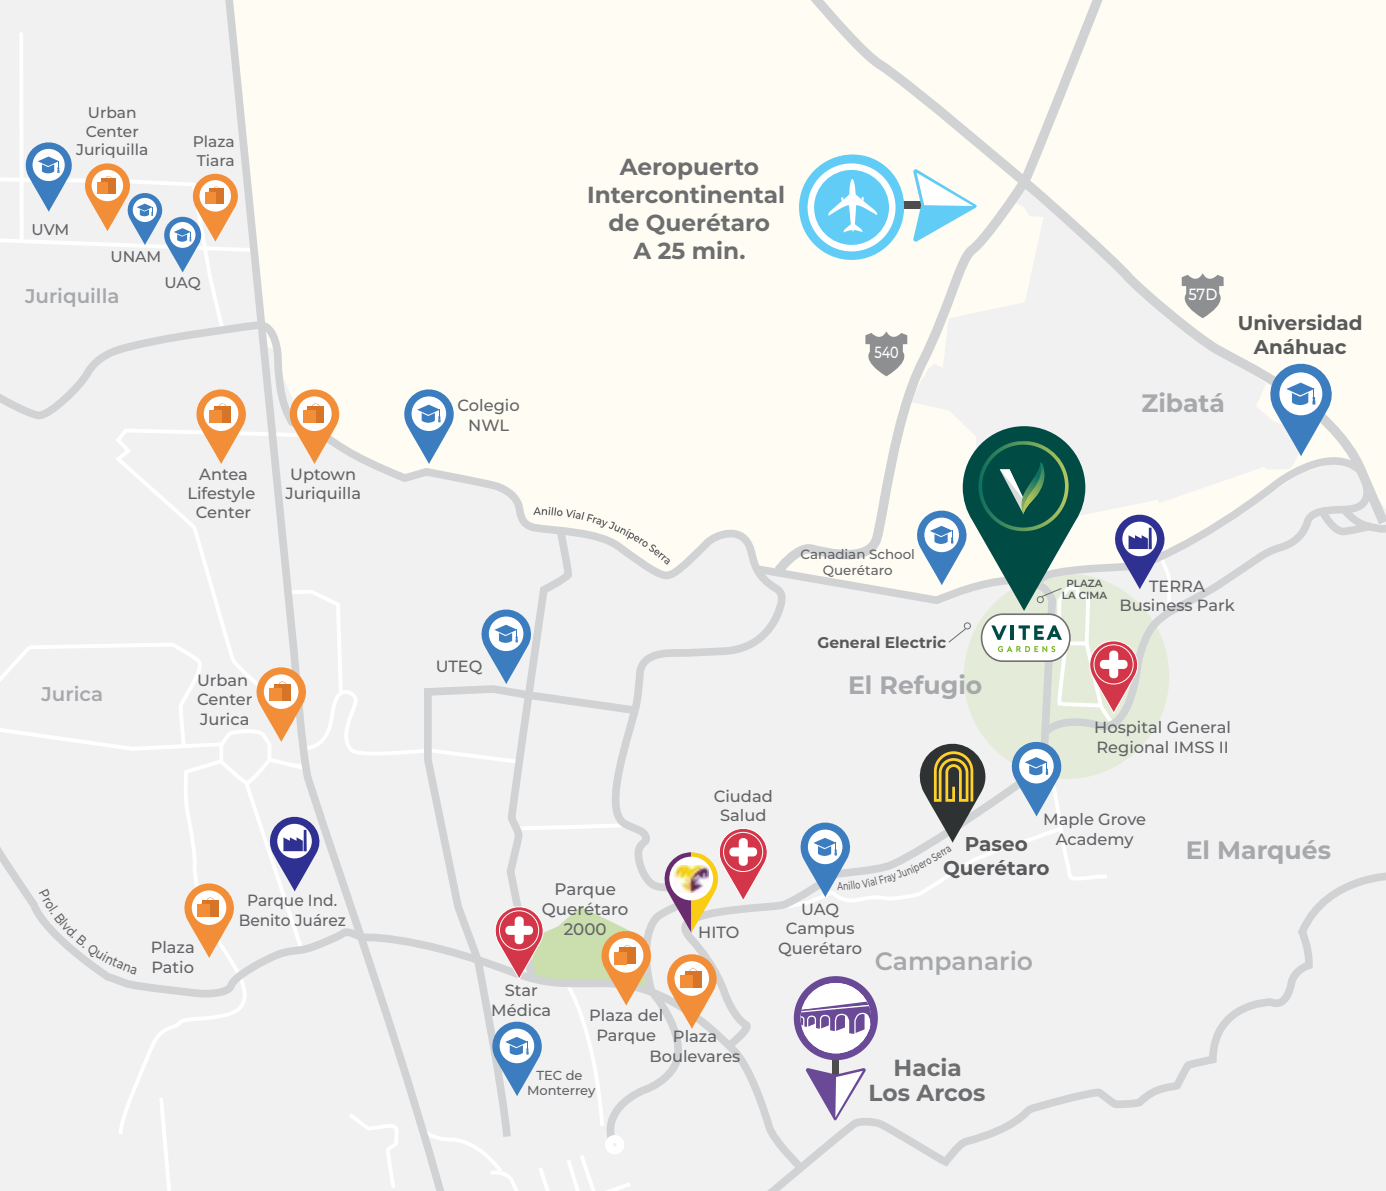 Urban
Center
Juriquilla
Plaza
Tiara
UVM
UNAM
UAQ
Juriquilla
Aeropuerto
Intercontinental
de Querétaro
A 25 min.
57D
540
Universidad
Anáhuac
Zibatá
Antea
Lifestyle
Center
Uptown
Juriquilla
Colegio
NWL
Anillo Vial Fray Junípero Serra
Canadian School
Querétaro
PLAZA
LA CIMA
TERRA
Business Park
General Electric
VITEA
GARDENS
El Refugio
Hospital General
Regional IMSS II
UTEQ
Jurica
Urban
Center
Jurica
Ciudad
Salud
Maple Grove
Academy
Paseo
Querétaro
Anillo Vial Fray Junípero Serra
El Marqués
Parque Ind.
Benito Juárez
Prol. Blvd. B. Quintana
Plaza
Patio
Parque
Querétaro
2000
HITO
UAQ
Campus
Querétaro
Campanario
Star
Médica
Plaza del
Parque
Plaza
Boulevares
TEC de
Monterrey
Hacia
Los Arcos